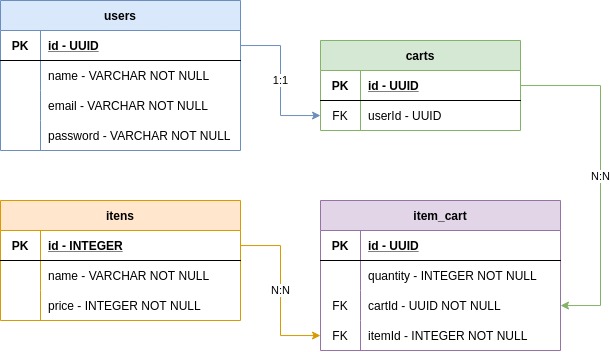 users
PK id - UUID
name - VARCHAR NOT NULL
email - VARCHAR NOT NULL
password - VARCHAR NOT NULL
1:1
carts
PK id - UUID
FK userId - UUID
N:N
itens
PK id - INTEGER
name - VARCHAR NOT NULL
price - INTEGER NOT NULL
N:N
item_cart
PK id - UUID
quantity - INTEGER NOT NULL
FK cartId - UUID NOT NULL
FK itemId - INTEGER NOT NULL